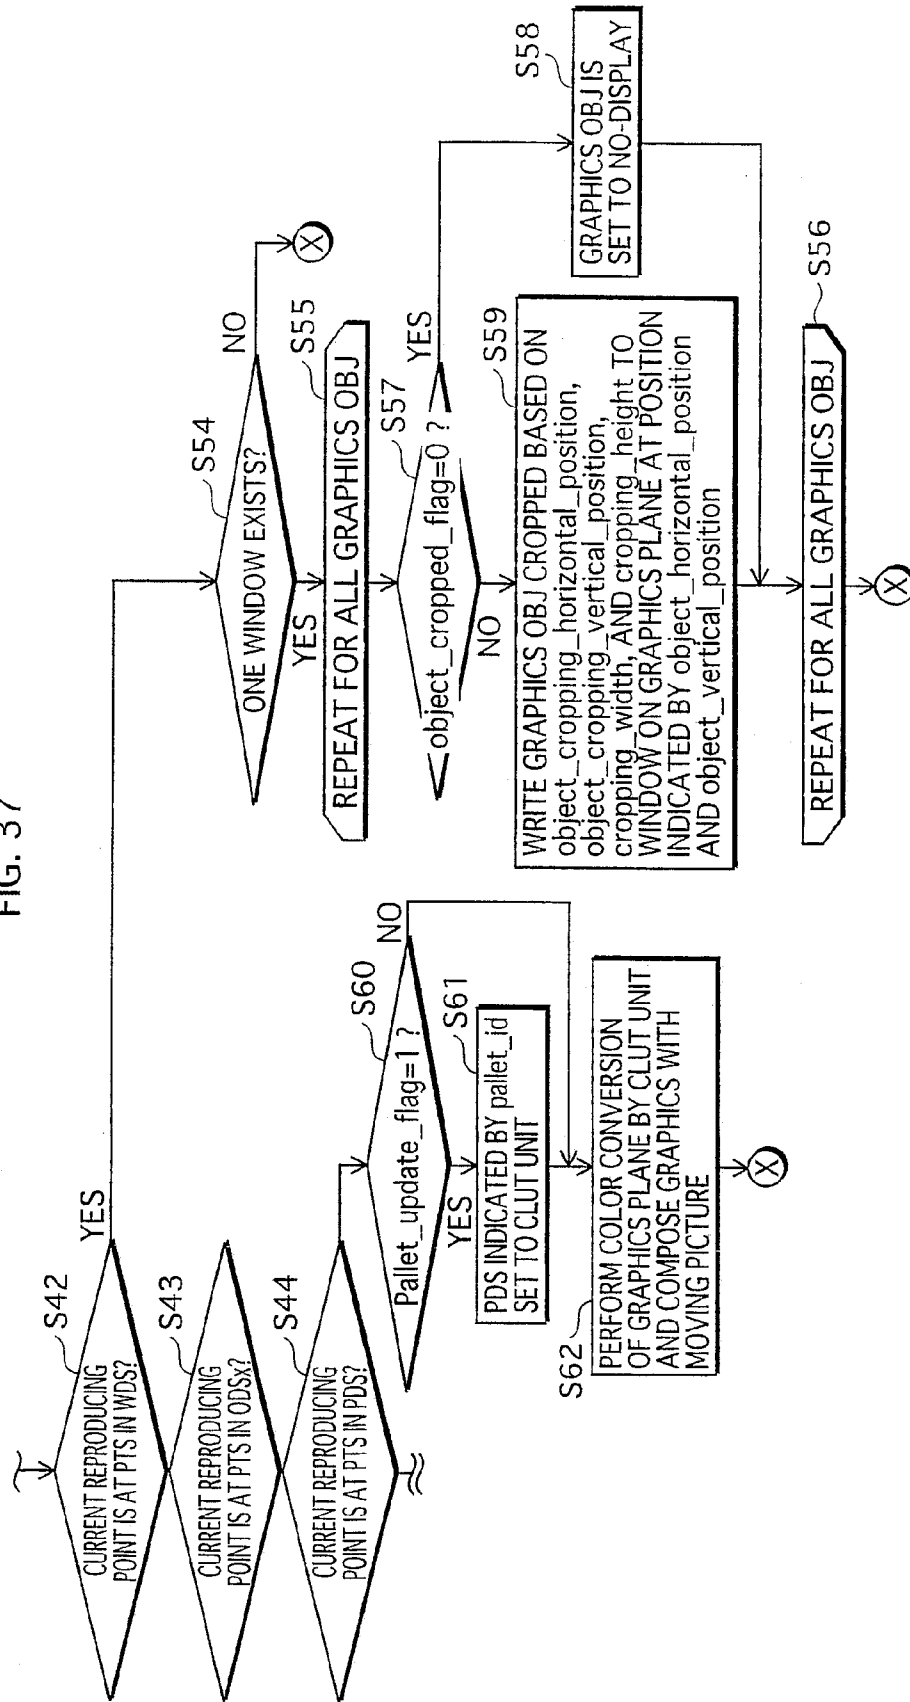 FIG. 37
S42
CURRENT REPRODUCING
POINT IS AT PTS IN WDS?
YES
S43
CURRENT REPRODUCING
POINT IS AT PTS IN ODSx?
S44
CURRENT REPRODUCING
POINT IS AT PTS IN PDS?
S60
Pallet_update_flag=1 ?
NO
YES
S61
PDS INDICATED BY pallet_id
SET TO CLUT UNIT
S62
PERFORM COLOR CONVERSION
OF GRAPHICS PLANE BY CLUT UNIT
AND COMPOSE GRAPHICS WITH
MOVING PICTURE
X
S54
ONE WINDOW EXISTS?
NO
X
YES
S55
REPEAT FOR ALL GRAPHICS OBJ
S57
object_cropped_flag=0 ?
YES
NO
S58
GRAPHICS OBJ IS
SET TO NO-DISPLAY
S59
WRITE GRAPHICS OBJ CROPPED BASED ON
object_cropping_horizontal_position,
object_cropping_vertical_position,
cropping_width, AND cropping_height TO
WINDOW ON GRAPHICS PLANE AT POSITION
INDICATED BY object_horizontal_position
AND object_vertical_position
S56
REPEAT FOR ALL GRAPHICS OBJ
X